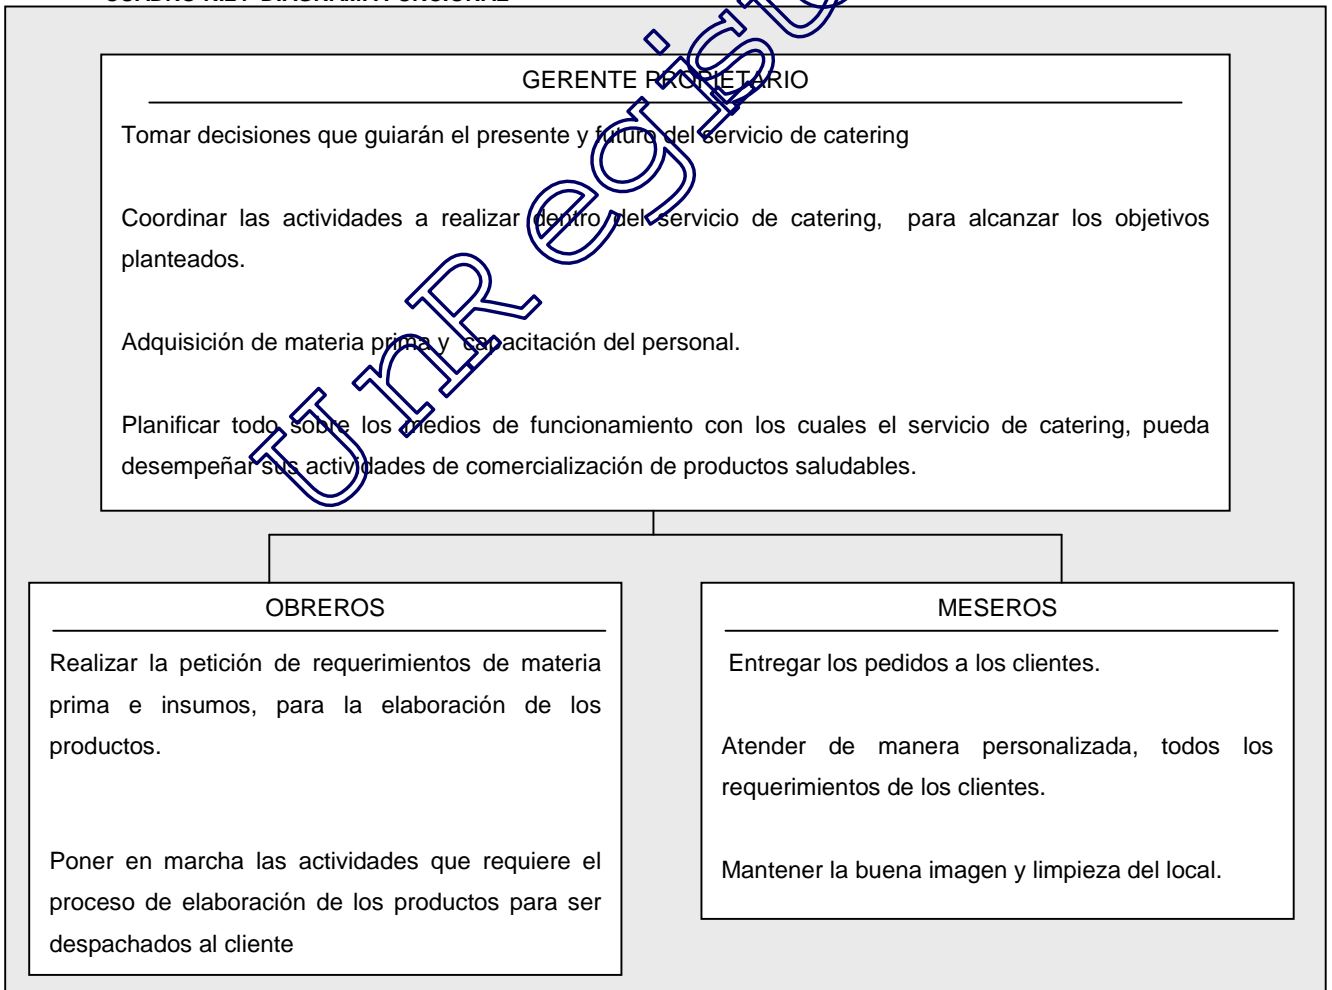 GERENTE PROPIETARIO
Tomar decisiones que guiarán el presente y futuro del servicio de catering
Coordinar las actividades a realizar dentro del servicio de catering, para alcanzar los objetivos
planteados.
Adquisición de materia prima y capacitación del personal.
Planificar todo sobre los medios de funcionamiento con los cuales el servicio de catering, pueda
desempeñar sus actividades de comercialización de productos saludables.
OBREROS
Realizar la petición de requerimientos de materia
prima e insumos, para la elaboración de los
productos.
Poner en marcha las actividades que requiere el
proceso de elaboración de los productos para ser
despachados al cliente
MESEROS
Entregar los pedidos a los clientes.
Atender de manera personalizada, todos los
requerimientos de los clientes.
Mantener la buena imagen y limpieza del local.